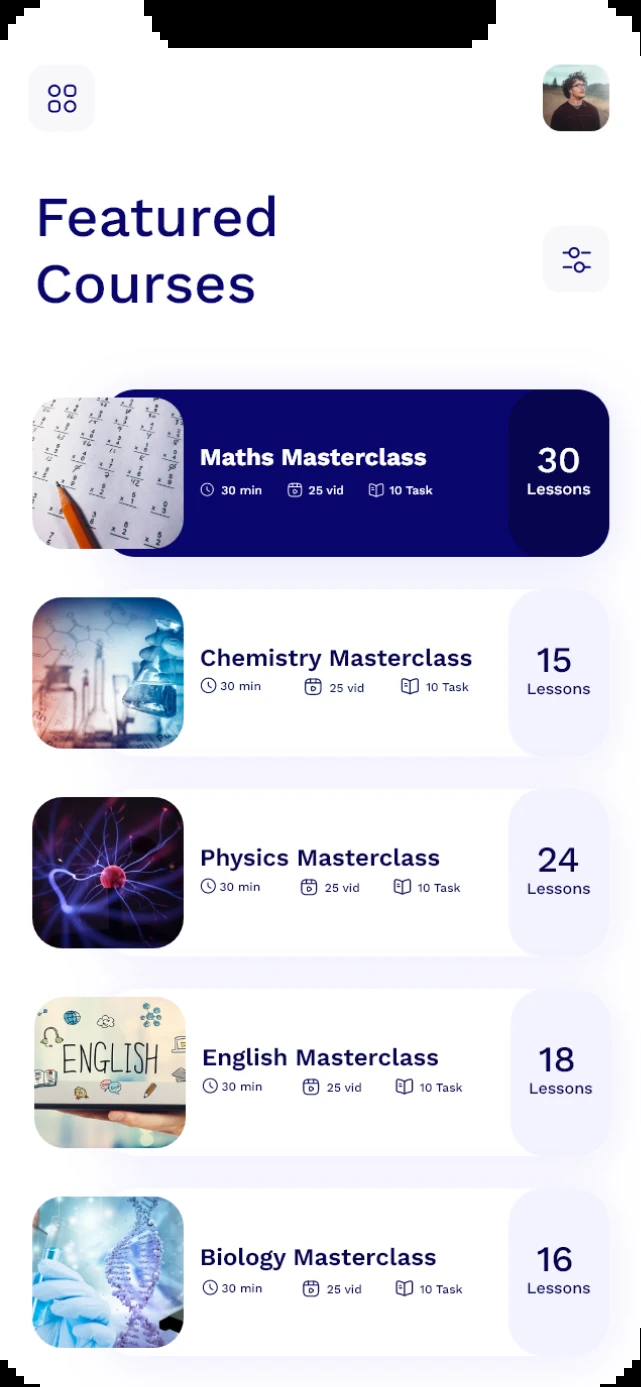 Featured
Courses
Maths Masterclass
30 min 25 vid 10 Task
30
Lessons
Chemistry Masterclass
30 min 25 vid 10 Task
15
Lessons
Physics Masterclass
30 min 25 vid 10 Task
24
Lessons
ENGLISH
English Masterclass
30 min 25 vid 10 Task
18
Lessons
Biology Masterclass
30 min 25 vid 10 Task
16
Lessons